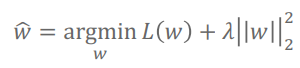 ŵ = argmin L(w) + λ||w||₂²
w